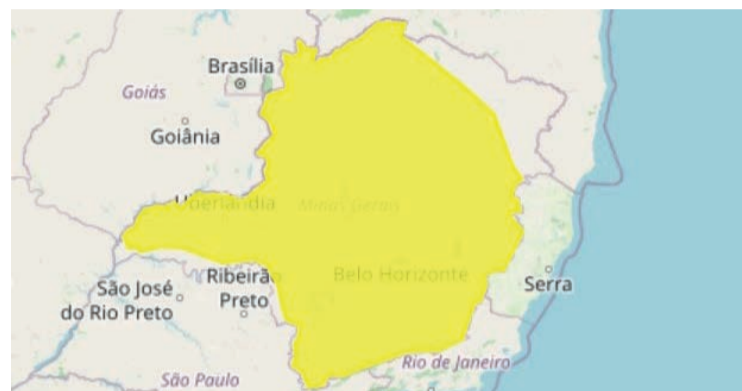 Brasília
Goiás
Goiânia
Uberlândia
Minas Gerais
Belo Horizonte
Ribeirão
Preto
São José
do Rio Preto
Serra
Rio de Janeiro
São Paulo